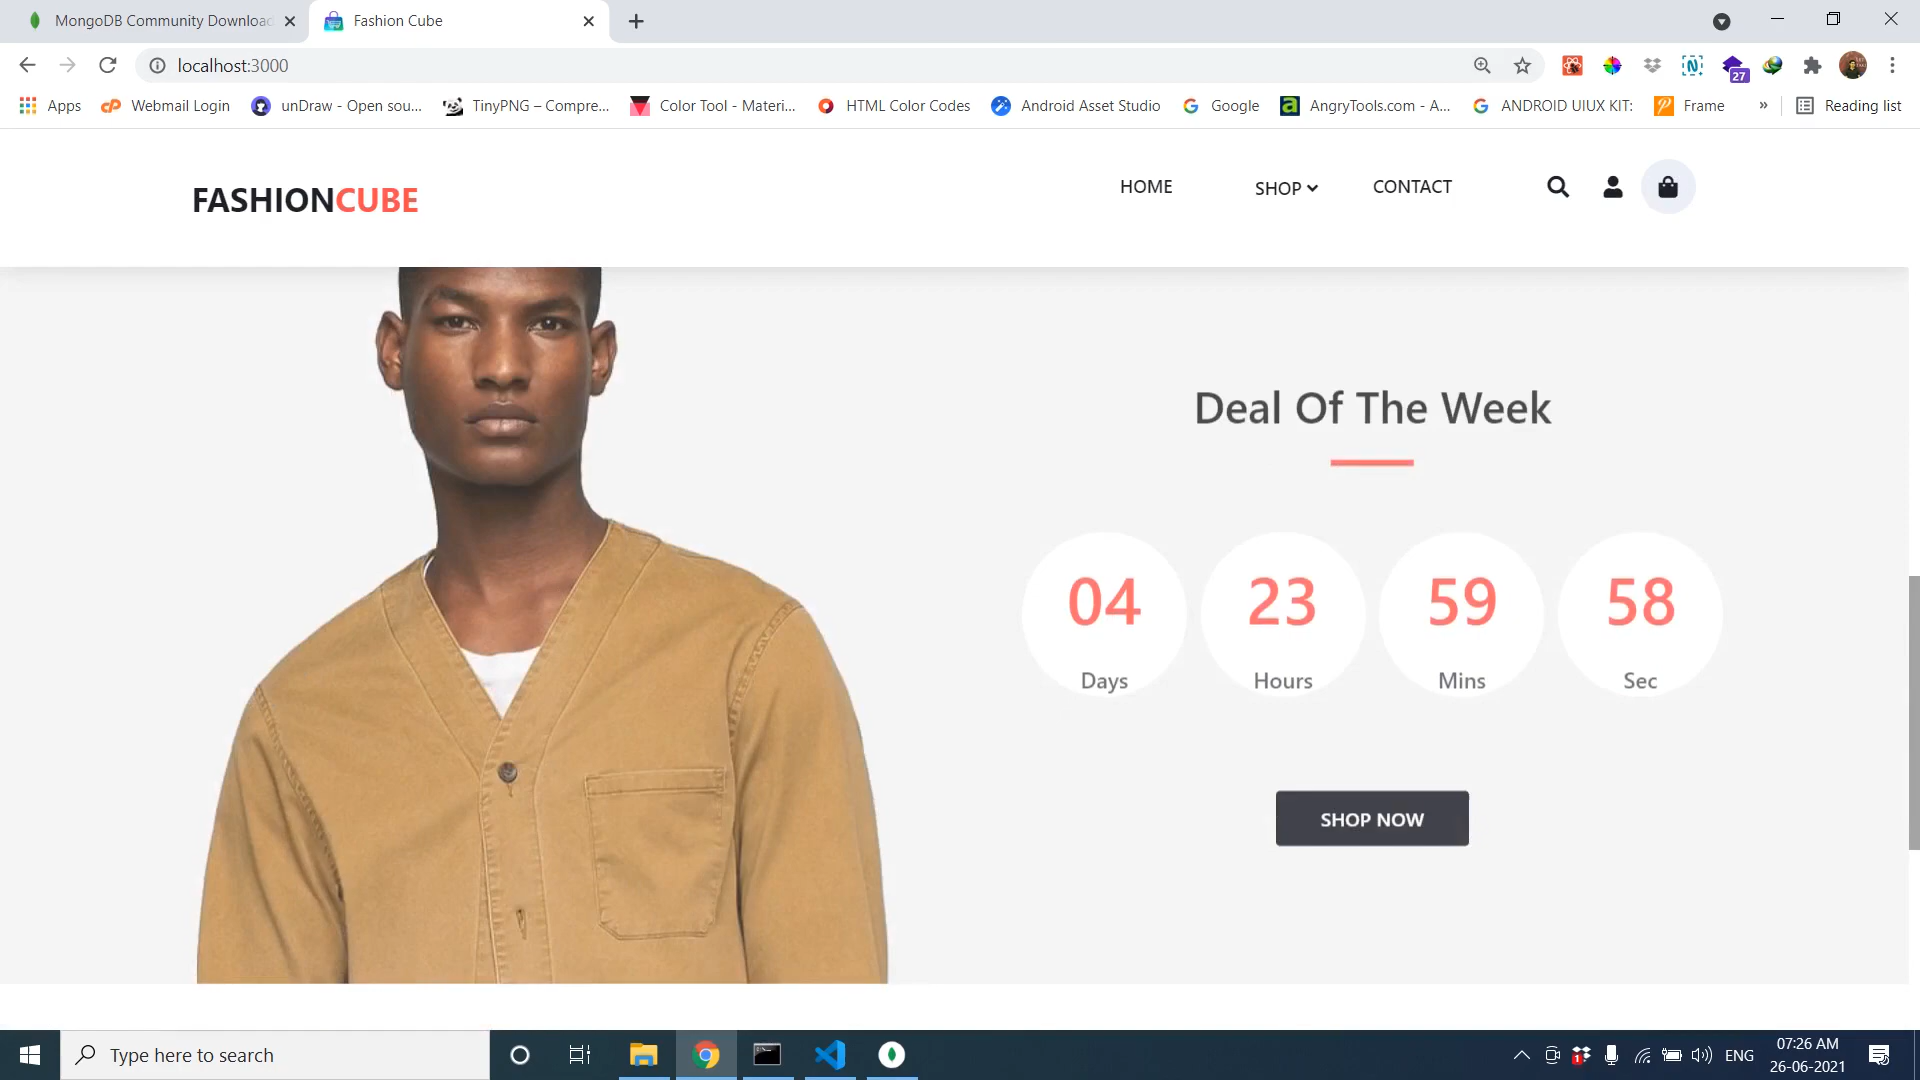 MongoDB Community Downloa
Fashion Cube
localhost:3000
27
Apps
Webmail Login
unDraw - Open sou...
TinyPNG – Compre...
Color Tool - Materi...
HTML Color Codes
Android Asset Studio
Google
AngryTools.com - A...
ANDROID UIUX KIT:
Frame
»
Reading list
FASHIONCUBE
HOME
SHOP
CONTACT
Deal Of The Week
04
23
59
58
Days
Hours
Mins
Sec
SHOP NOW
Type here to search
1
ENG
07:26 AM
26-06-2021